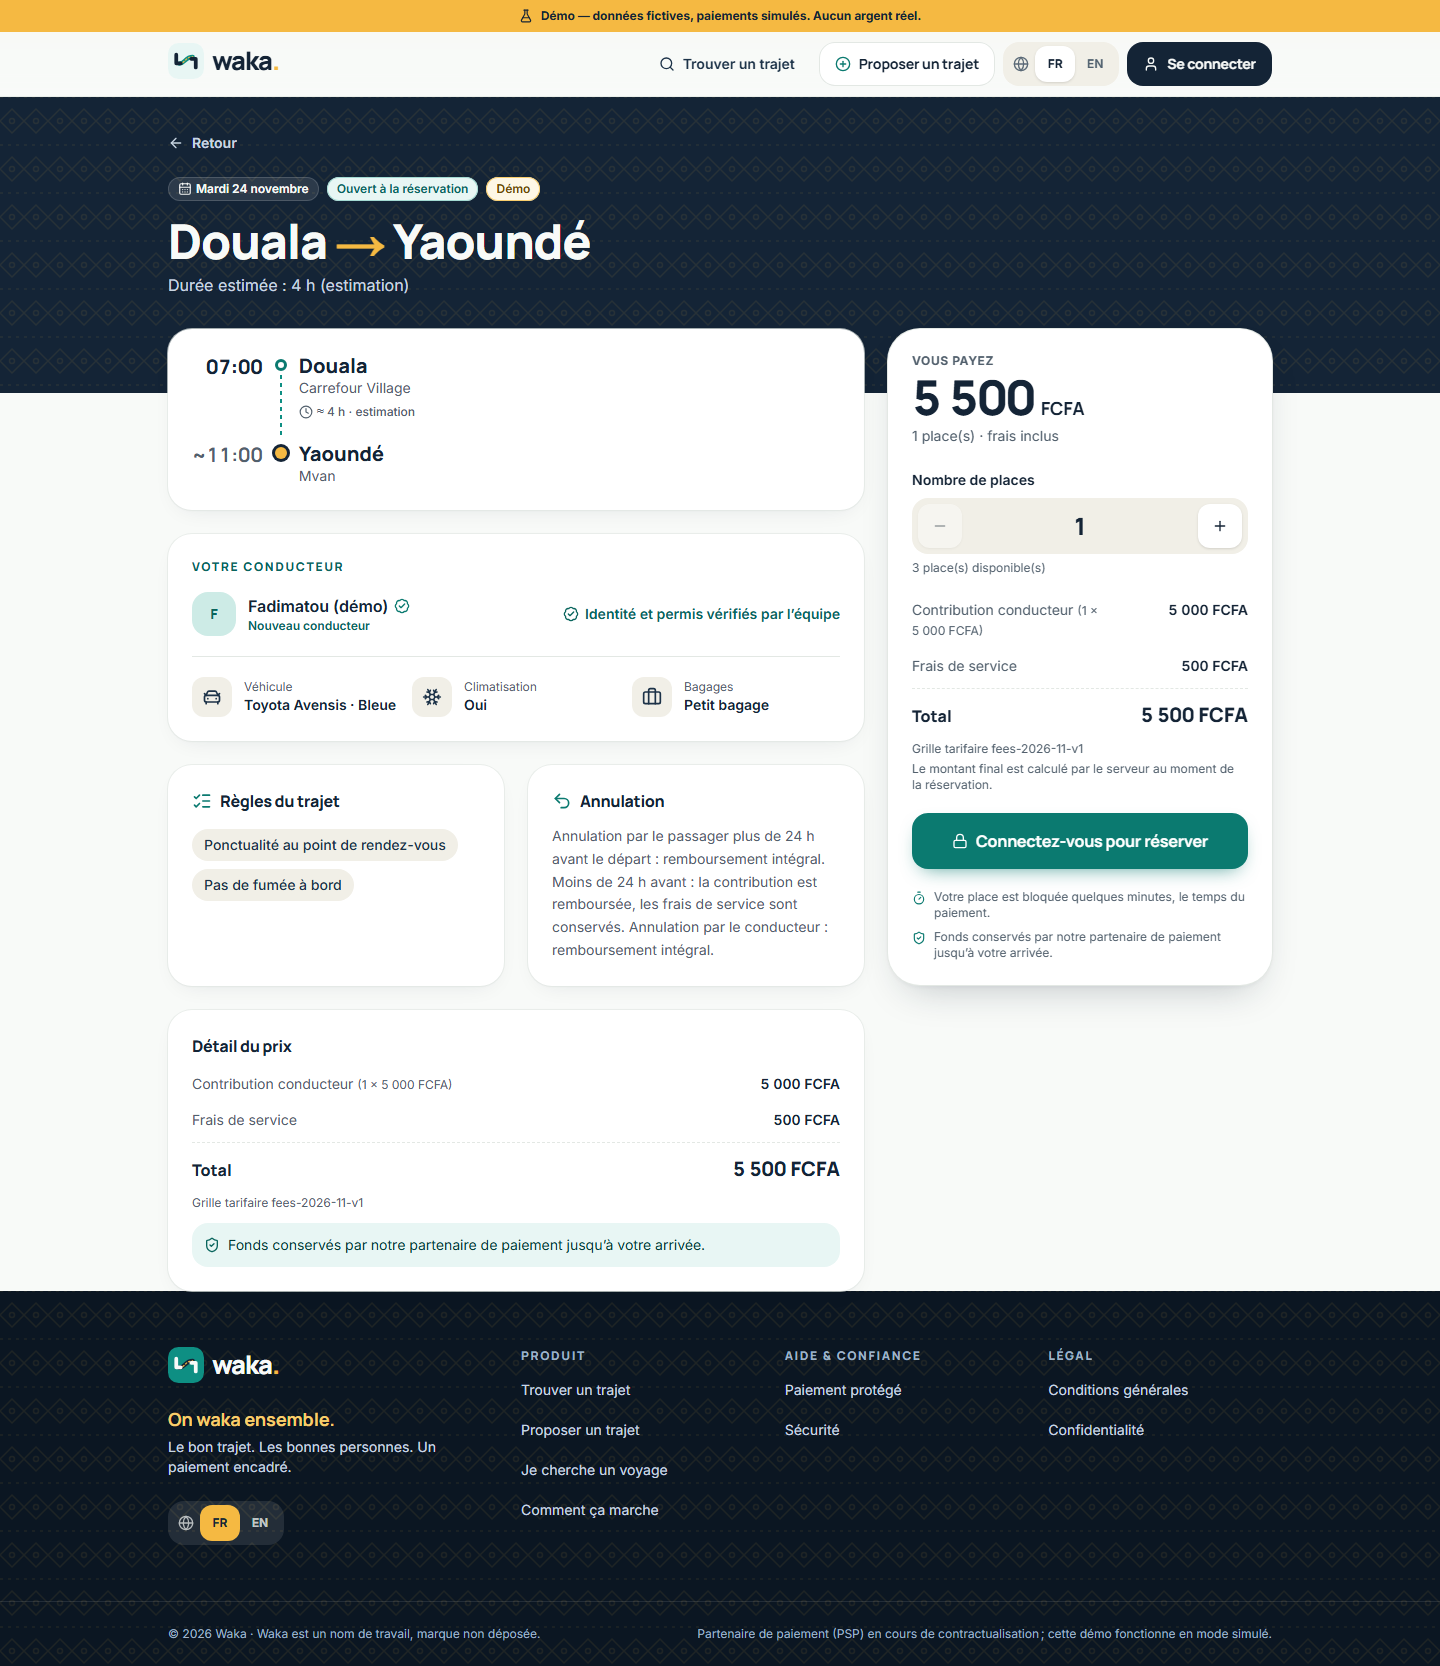 Démo — données fictives, paiements simulés. Aucun argent réel.
waka.
Trouver un trajet
Proposer un trajet
FR
EN
Se connecter
Retour
Mardi 24 novembre
Ouvert à la réservation
Démo
Douala → Yaoundé
Durée estimée : 4 h (estimation)
07:00
Douala
Carrefour Village
≈ 4 h · estimation
~11:00
Yaoundé
Mvan
VOUS PAYEZ
5 500 FCFA
1 place(s) · frais inclus
Nombre de places
− 1 +
3 place(s) disponible(s)
Contribution conducteur (1 × 5 000 FCFA)
5 000 FCFA
Frais de service
500 FCFA
Total
5 500 FCFA
Grille tarifaire fees-2026-11-v1
Le montant final est calculé par le serveur au moment de
la réservation.
Connectez-vous pour réserver
Votre place est bloquée quelques minutes, le temps du
paiement.
Fonds conservés par notre partenaire de paiement
jusqu’à votre arrivée.
VOTRE CONDUCTEUR
F
Fadimatou (démo)
Nouveau conducteur
Identité et permis vérifiés par l’équipe
Véhicule
Toyota Avensis · Bleue
Climatisation
Oui
Bagages
Petit bagage
Règles du trajet
Ponctualité au point de rendez-vous
Pas de fumée à bord
Annulation
Annulation par le passager plus de 24 h
avant le départ : remboursement intégral.
Moins de 24 h avant : la contribution est
remboursée, les frais de service sont
conservés. Annulation par le conducteur :
remboursement intégral.
Détail du prix
Contribution conducteur (1 × 5 000 FCFA)
5 000 FCFA
Frais de service
500 FCFA
Total
5 500 FCFA
Grille tarifaire fees-2026-11-v1
Fonds conservés par notre partenaire de paiement jusqu’à votre arrivée.
waka.
On waka ensemble.
Le bon trajet. Les bonnes personnes. Un
paiement encadré.
FR
EN
PRODUIT
Trouver un trajet
Proposer un trajet
Je cherche un voyage
Comment ça marche
AIDE & CONFIANCE
Paiement protégé
Sécurité
LÉGAL
Conditions générales
Confidentialité
© 2026 Waka · Waka est un nom de travail, marque non déposée.
Partenaire de paiement (PSP) en cours de contractualisation ; cette démo fonctionne en mode simulé.